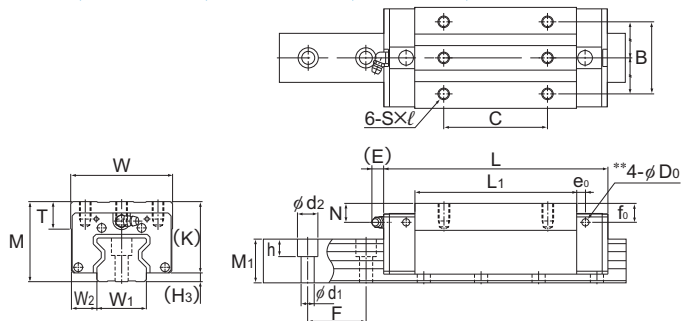 B
6-S×ℓ
C
(E)
L
L1
e0
**4-φD0
W
N
f0
φd2
T
M
(K)
h
M1
(H3)
W2
W1
φd1
F